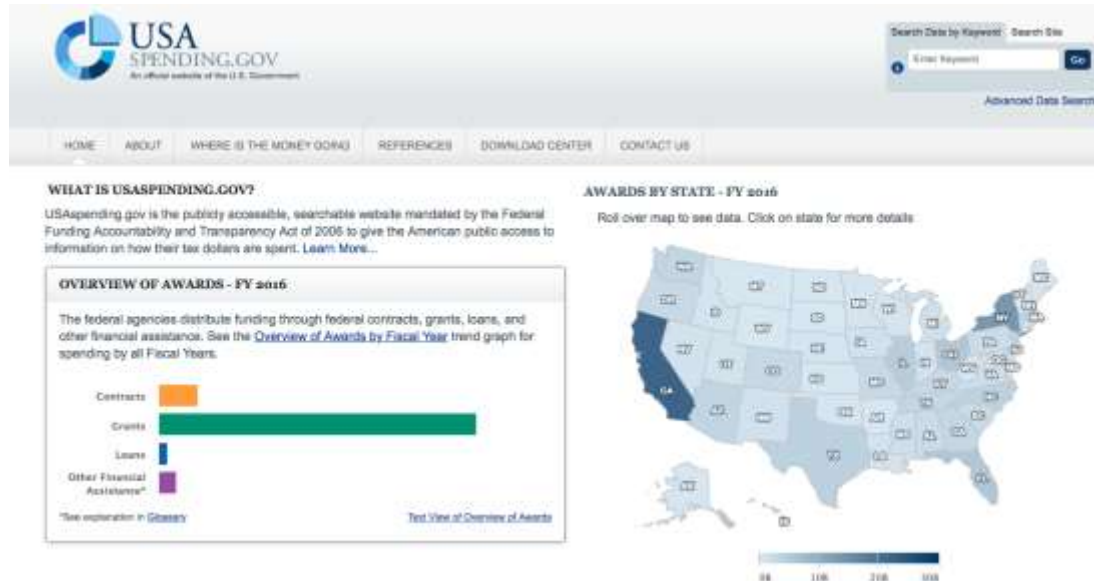 USA
SPENDING.GOV
An official website of the U.S. Government
Search Data by Keyword Search Site
Enter Keyword Go
Advanced Data Search
HOME ABOUT WHERE IS THE MONEY GOING REFERENCES DOWNLOAD CENTER CONTACT US
WHAT IS USASPENDING.GOV?
USAspending.gov is the publicly accessible, searchable website mandated by the Federal
Funding Accountability and Transparency Act of 2006 to give the American public access to
information on how their tax dollars are spent. Learn More...
OVERVIEW OF AWARDS - FY 2016
The federal agencies distribute funding through federal contracts, grants, loans, and
other financial assistance. See the Overview of Awards by Fiscal Year trend graph for
spending by all Fiscal Years.
Contracts
Grants
Loans
Other Financial
Assistance*
*See explanation in Glossary Text View of Overview of Awards
AWARDS BY STATE - FY 2016
Roll over map to see data. Click on state for more details
CA
NY
0B 10B 20B 30B